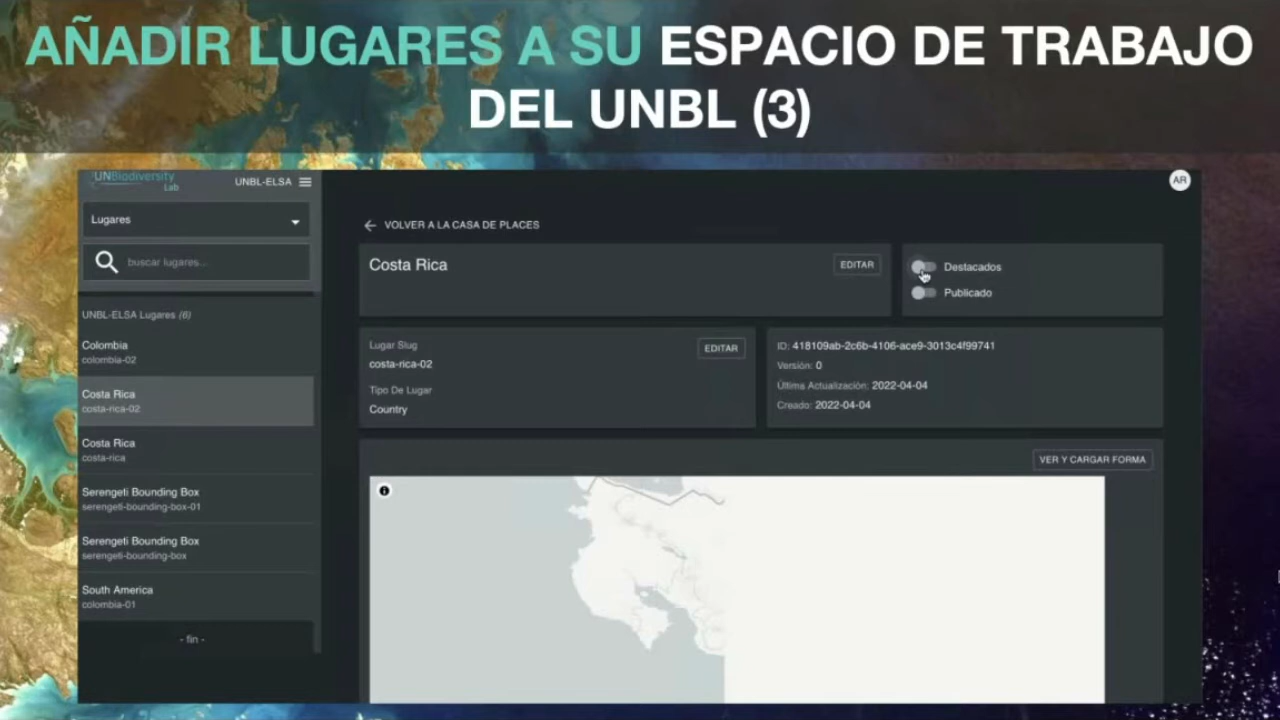 AÑADIR LUGARES A SU ESPACIO DE TRABAJO
DEL UNBL (3)
UNBiodiversity
Lab
UNBL-ELSA
AR
Lugares
buscar lugares...
UNBL-ELSA Lugares (6)
Colombia
colombia-02
Costa Rica
costa-rica-02
Costa Rica
costa-rica
Serengeti Bounding Box
serengeti-bounding-box-01
Serengeti Bounding Box
serengeti-bounding-box
South America
colombia-01
- fin -
VOLVER A LA CASA DE PLACES
Costa Rica
EDITAR
Destacados
Publicado
Lugar Slug
EDITAR
costa-rica-02
Tipo De Lugar
Country
ID: 418109ab-2c6b-4106-ace9-3013c4f99741
Versión: 0
Última Actualización: 2022-04-04
Creado: 2022-04-04
VER Y CARGAR FORMA